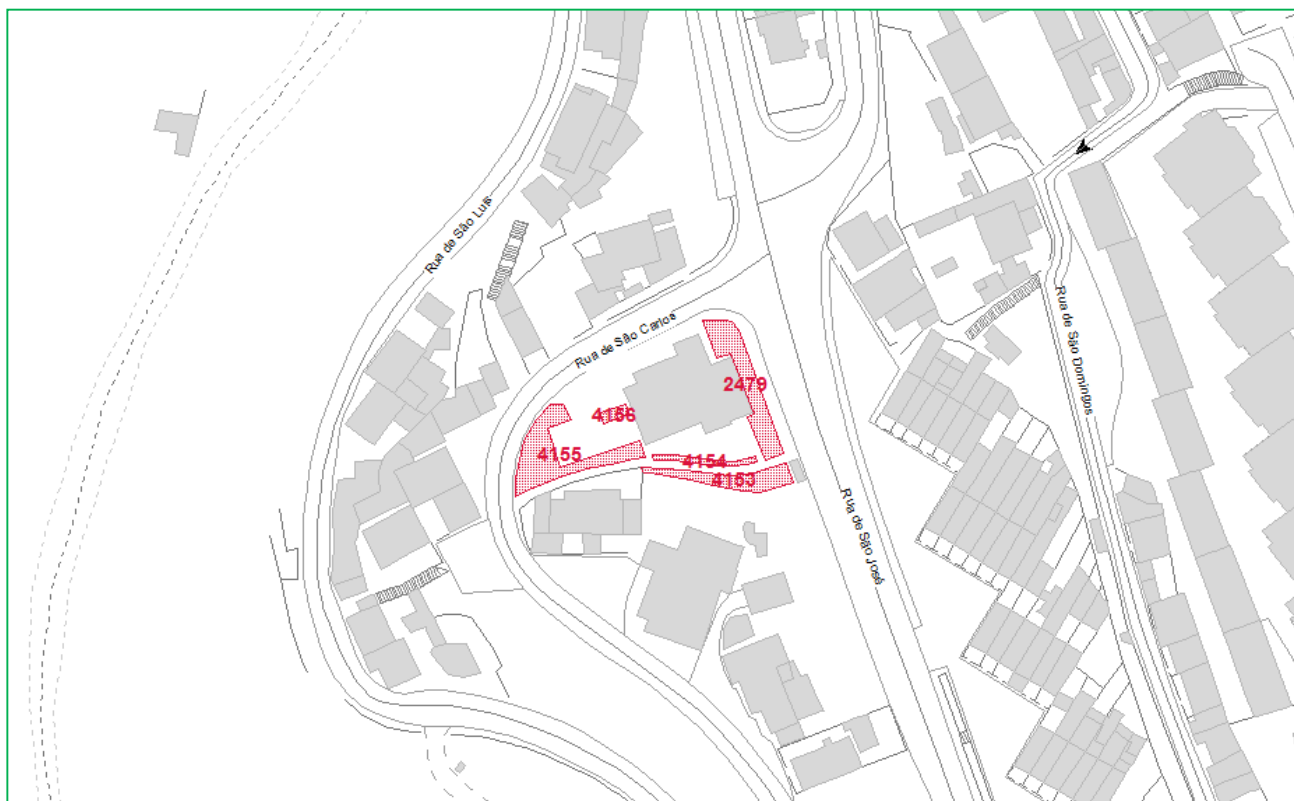 Rua de São Luís
Rua de São Carlos
Rua de São Domingos
2479
4156
4155
4154
4153
Rua de São José